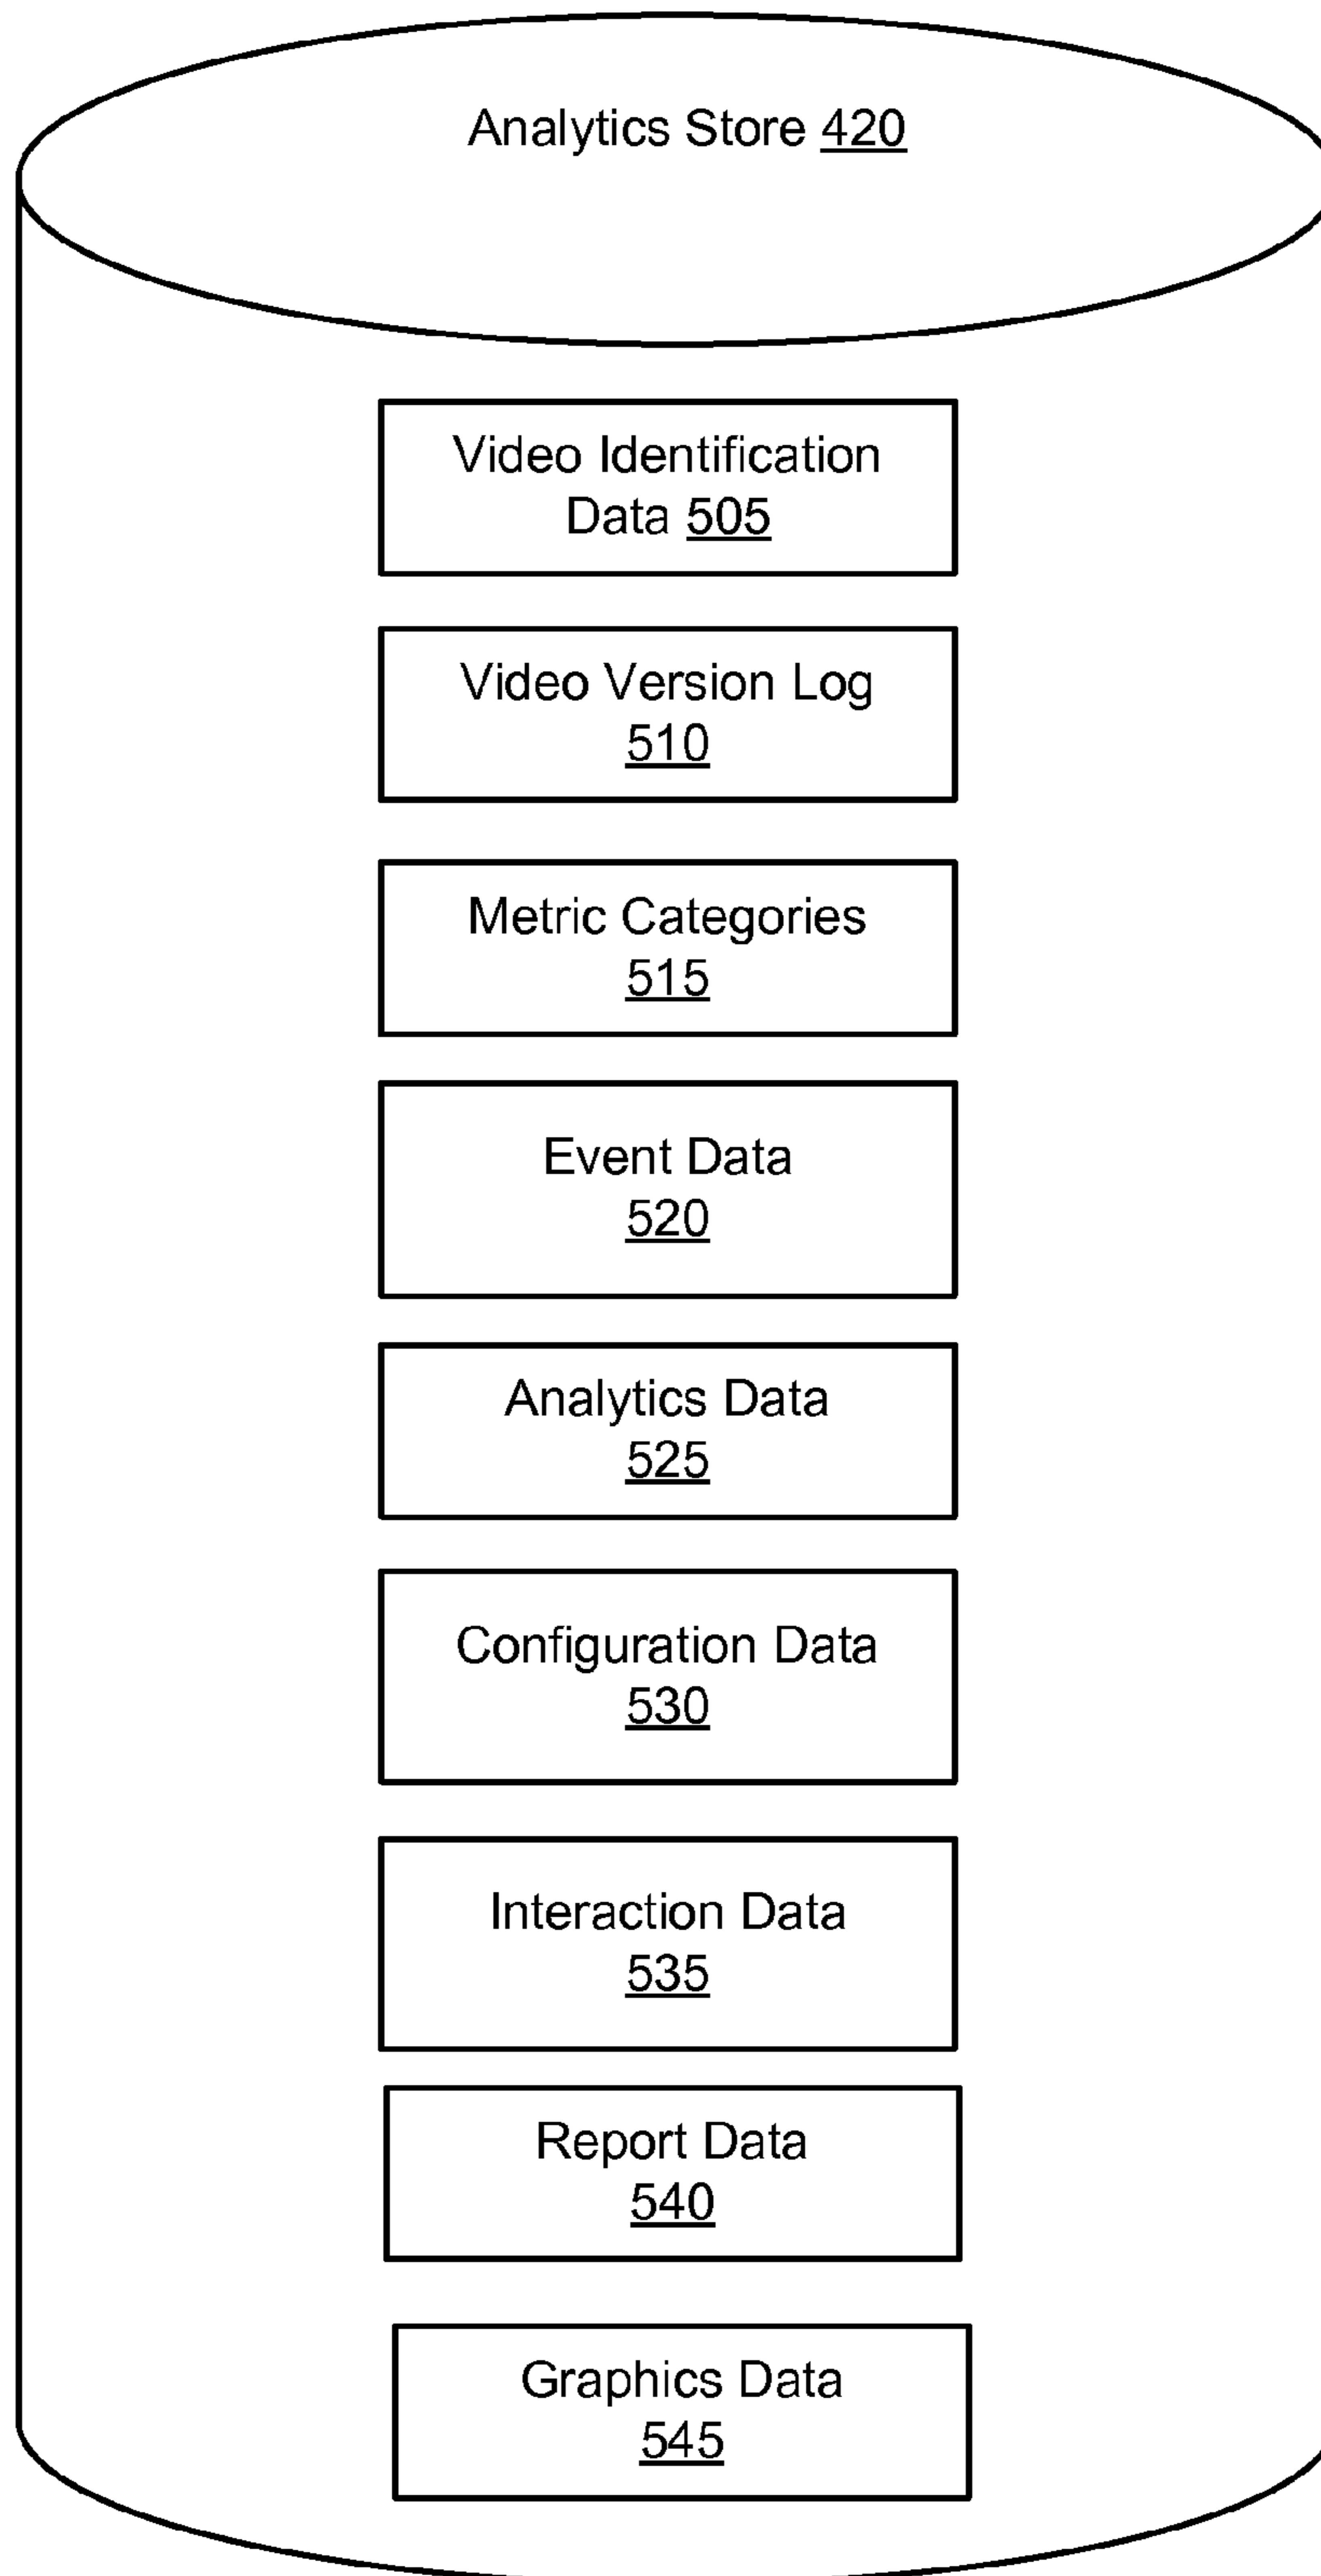 Analytics Store 420
Video Identification
Data 505
Video Version Log
510
Metric Categories
515
Event Data
520
Analytics Data
525
Configuration Data
530
Interaction Data
535
Report Data
540
Graphics Data
545